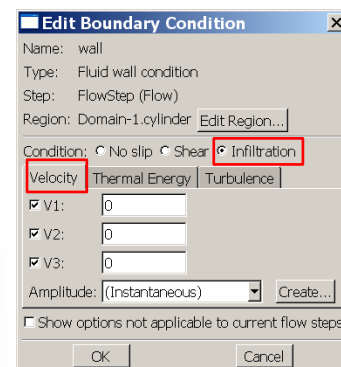 Edit Boundary Condition
Name: wall
Type: Fluid wall condition
Step: FlowStep (Flow)
Region: Domain-1.cylinder Edit Region...
Condition: No slip Shear Infiltration
Velocity Thermal Energy Turbulence
V1: 0
V2: 0
V3: 0
Amplitude: (Instantaneous) Create...
Show options not applicable to current flow steps
OK Cancel